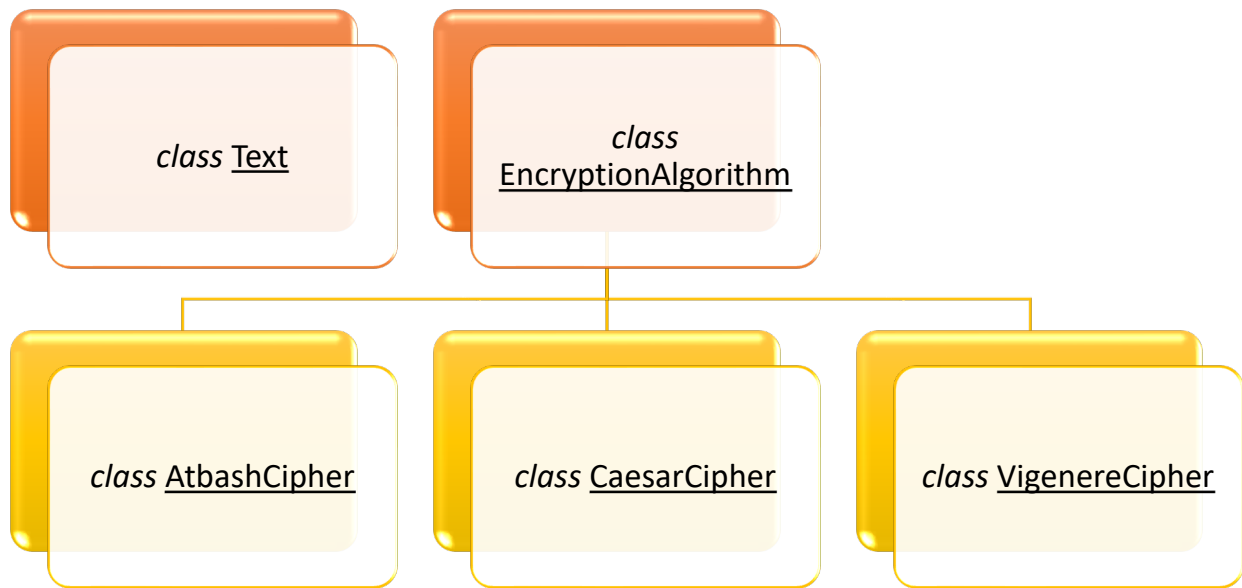 class Text
class
EncryptionAlgorithm
class AtbashCipher
class CaesarCipher
class VigenereCipher